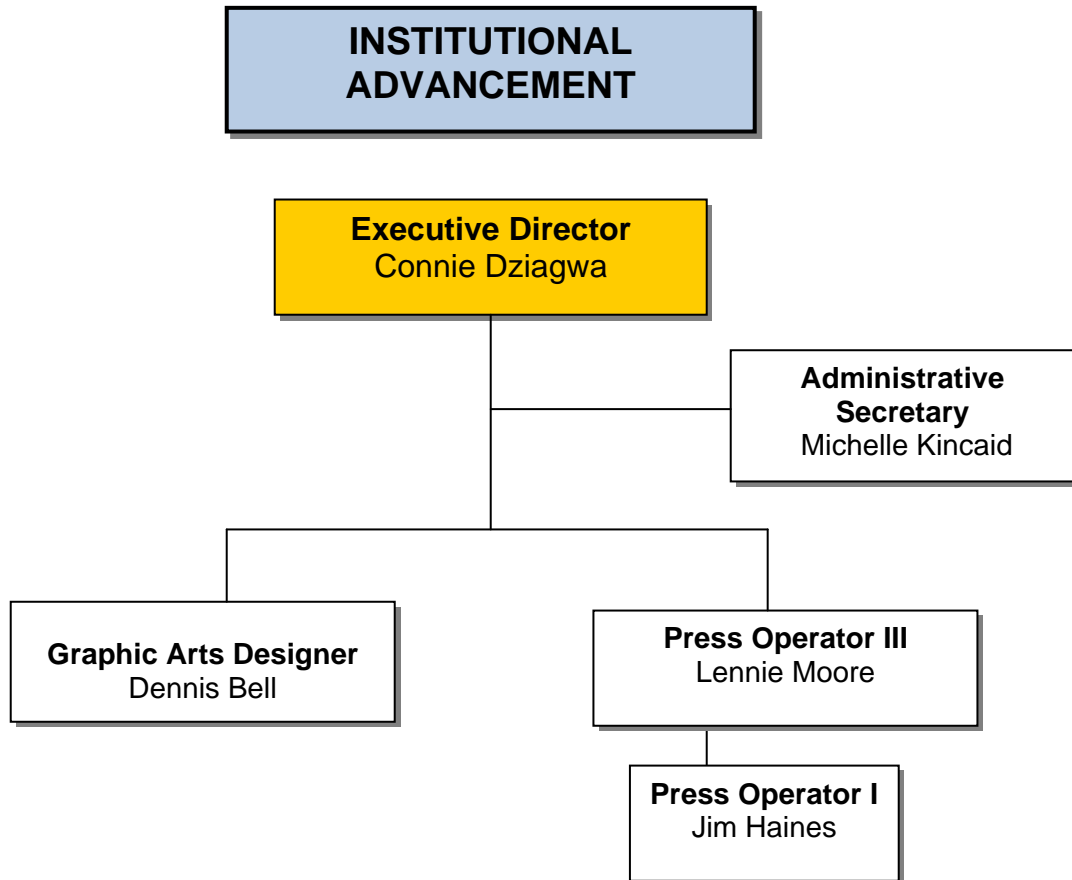 INSTITUTIONAL
ADVANCEMENT
Executive Director
Connie Dziagwa
Administrative
Secretary
Michelle Kincaid
Graphic Arts Designer
Dennis Bell
Press Operator III
Lennie Moore
Press Operator I
Jim Haines